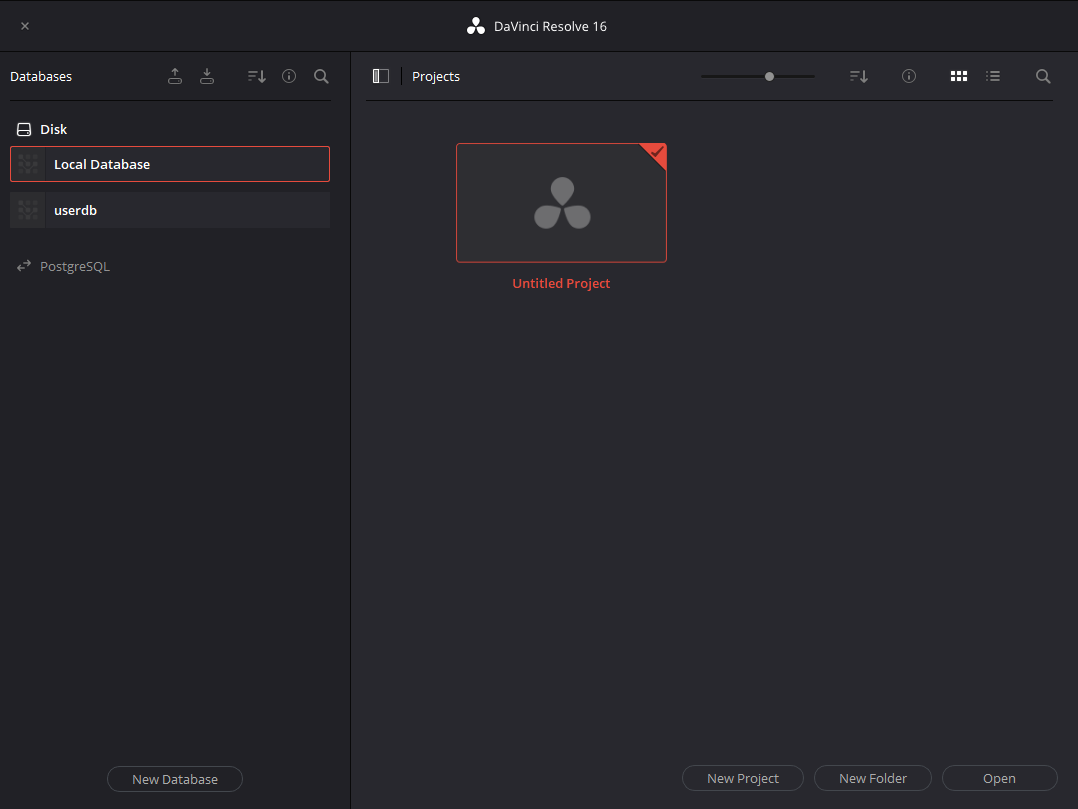 DaVinci Resolve 16
Databases
Projects
Disk
Local Database
userdb
PostgreSQL
Untitled Project
New Database
New Project
New Folder
Open